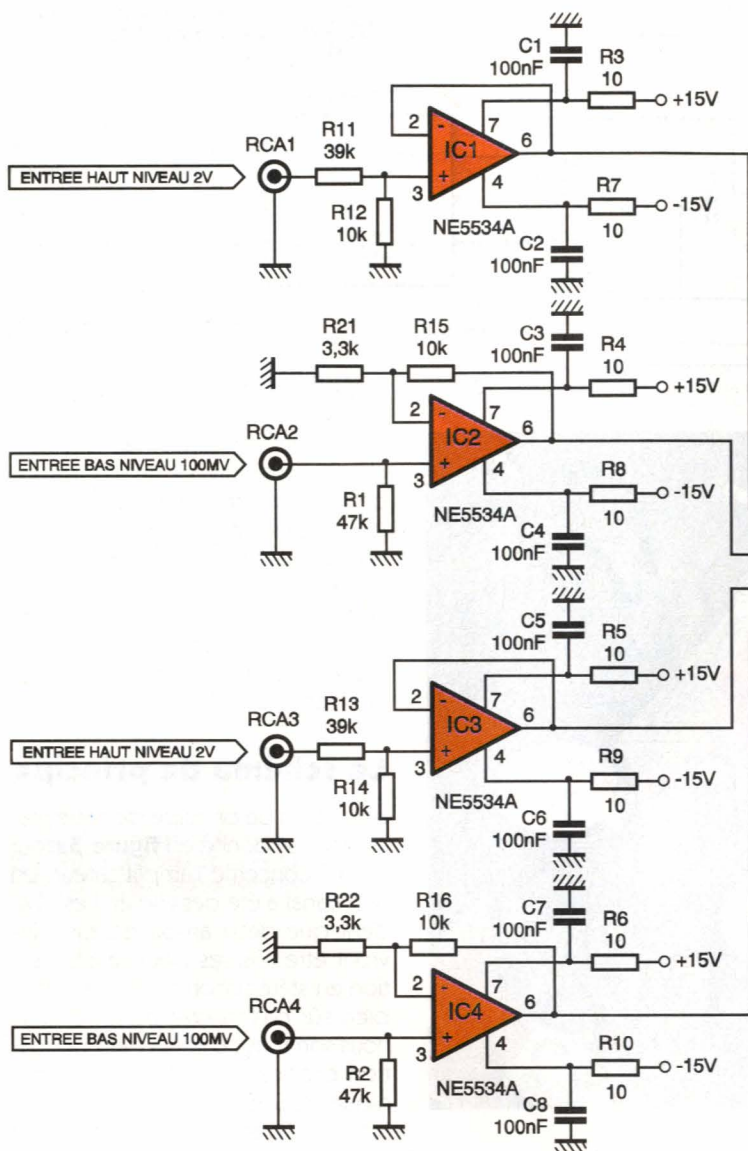 C1
100nF
R3
10
+15V
2
7
6
IC1
-
+
3
4
RCA1
R11
39k
ENTREE HAUT NIVEAU 2V
R12
10k
NE5534A
R7
10
-15V
C2
100nF
C3
100nF
R4
10
+15V
R21
3,3k
R15
10k
2
7
6
IC2
-
+
3
4
RCA2
ENTREE BAS NIVEAU 100MV
R1
47k
NE5534A
R8
10
-15V
C4
100nF
C5
100nF
R5
10
+15V
2
7
6
IC3
-
+
3
4
RCA3
R13
39k
ENTREE HAUT NIVEAU 2V
R14
10k
NE5534A
R9
10
-15V
C6
100nF
C7
100nF
R6
10
+15V
R22
3,3k
R16
10k
2
7
6
IC4
-
+
3
4
RCA4
ENTREE BAS NIVEAU 100MV
R2
47k
NE5534A
R10
10
-15V
C8
100nF